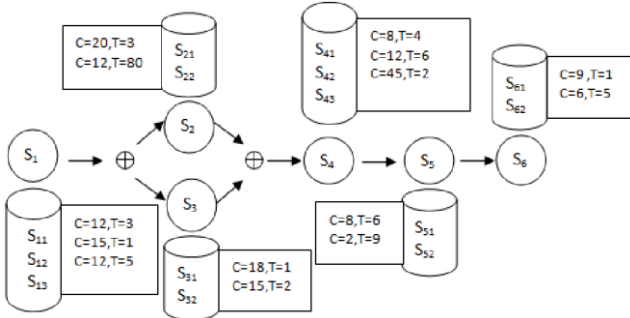 C=20,T=3
C=12,T=80
S21
S22
S41
S42
S43
C=8,T=4
C=12,T=6
C=45,T=2
S61
S62
C=9,T=1
C=6,T=5
S1
S2
S3
S4
S5
S6
S11
S12
S13
C=12,T=3
C=15,T=1
C=12,T=5
S31
S32
C=18,T=1
C=15,T=2
C=8,T=6
C=2,T=9
S51
S52